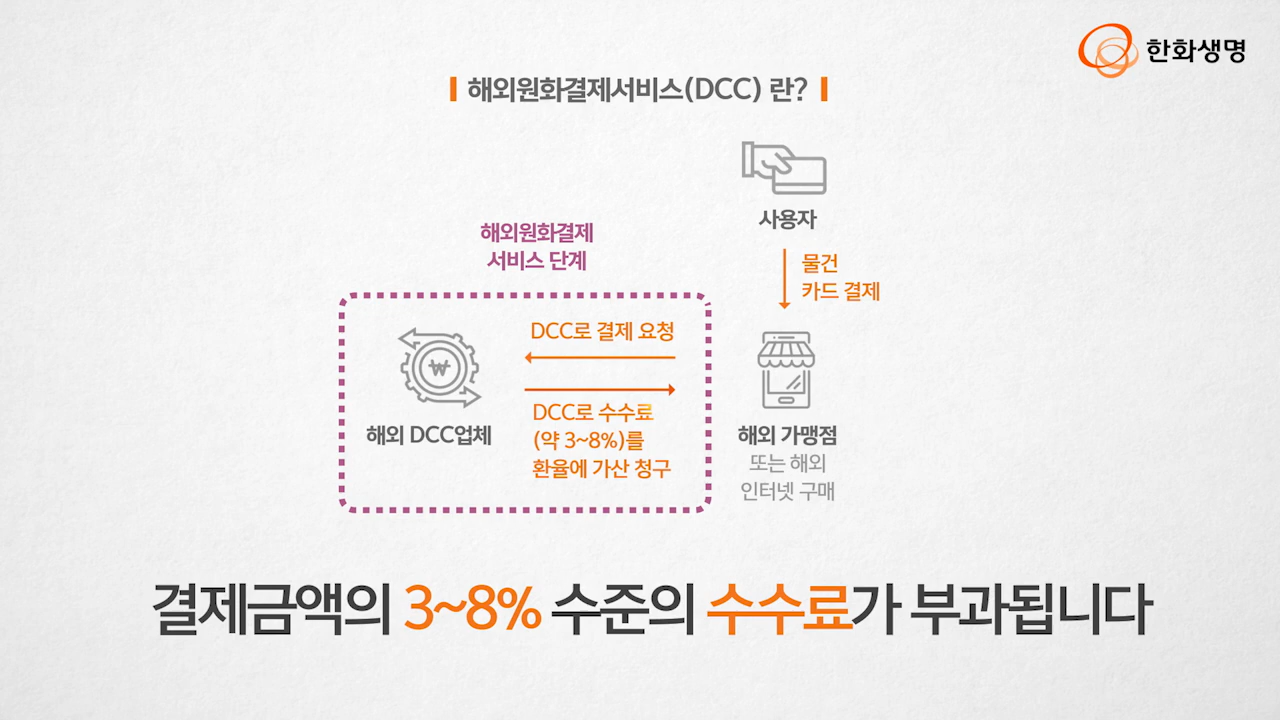 한화생명
해외원화결제서비스(DCC) 란?
사용자
물건
카드 결제
해외원화결제
서비스 단계
DCC로 결제 요청
DCC로 수수료
(약 3~8%)를
환율에 가산 청구
₩
해외 DCC업체
해외 가맹점
또는 해외
인터넷 구매
결제금액의 3~8% 수준의 수수료가 부과됩니다